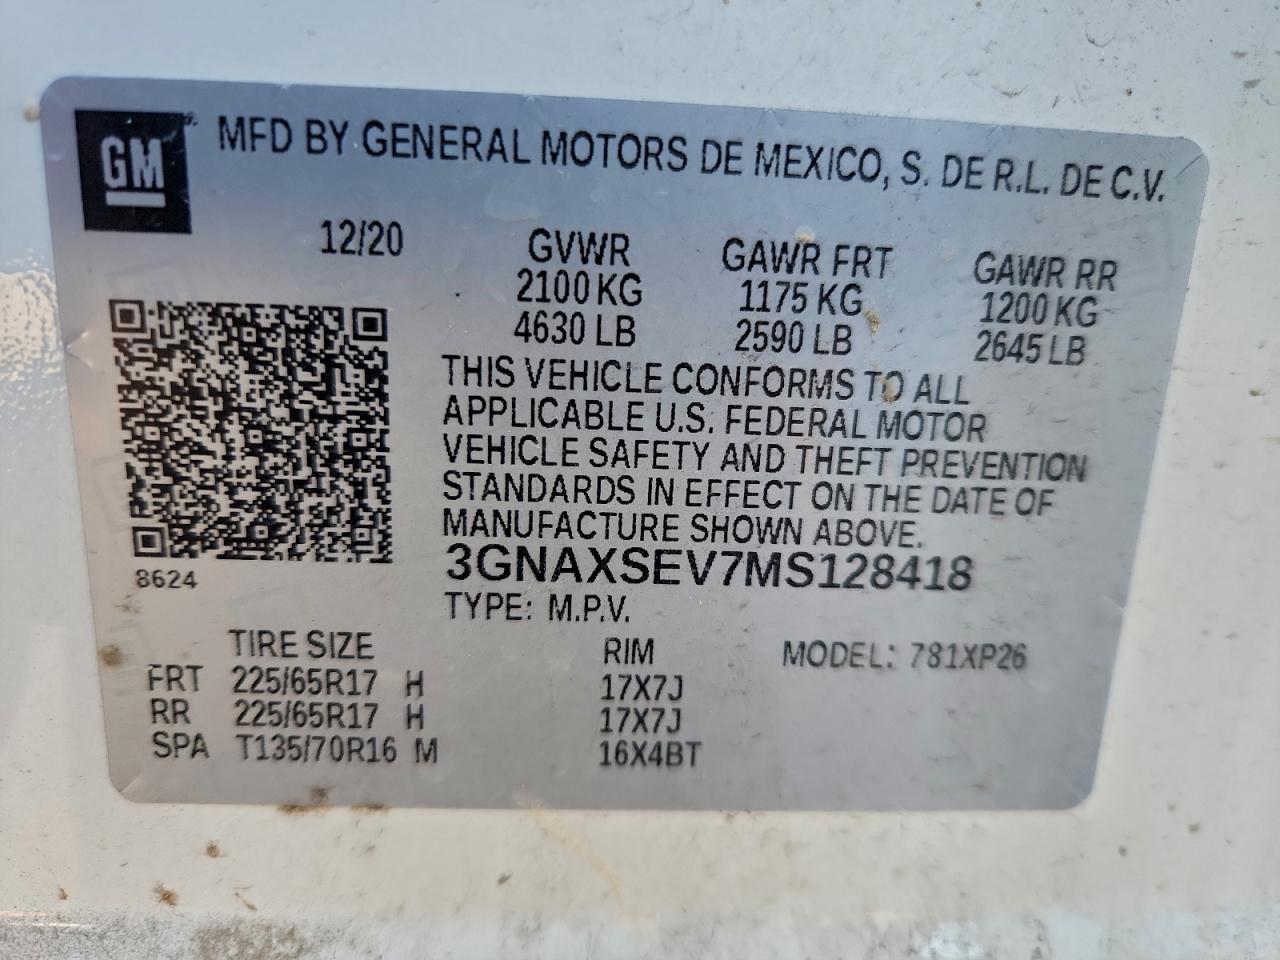 GM MFD BY GENERAL MOTORS DE MEXICO, S. DE R.L. DE C.V.
12/20 GVWR GAWR FRT GAWR RR
2100 KG 1175 KG 1200 KG
4630 LB 2590 LB 2645 LB
THIS VEHICLE CONFORMS TO ALL
APPLICABLE U.S. FEDERAL MOTOR
VEHICLE SAFETY AND THEFT PREVENTION
STANDARDS IN EFFECT ON THE DATE OF
MANUFACTURE SHOWN ABOVE.
3GNAXSEV7MS128418
8624
TYPE: M.P.V.
TIRE SIZE RIM MODEL: 781XP26
FRT 225/65R17 H 17X7J
RR 225/65R17 H 17X7J
SPA T135/70R16 M 16X4BT